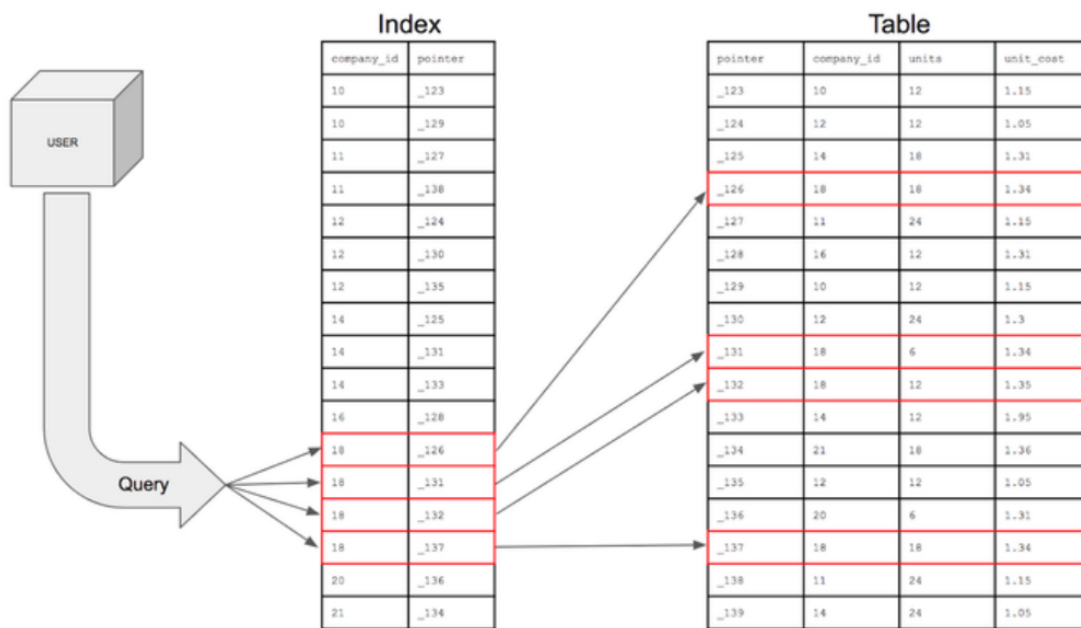 Index
Table
USER
Query
company_id pointer
10 _123
10 _129
11 _127
11 _138
12 _124
12 _130
12 _135
14 _125
14 _131
14 _133
16 _128
18 _126
18 _131
18 _132
18 _137
20 _136
21 _134
pointer company_id units unit_cost
_123 10 12 1.15
_124 12 12 1.05
_125 14 18 1.31
_126 18 18 1.34
_127 11 24 1.15
_128 16 12 1.31
_129 10 12 1.15
_130 12 24 1.3
_131 18 6 1.34
_132 18 12 1.35
_133 14 12 1.95
_134 21 18 1.36
_135 12 12 1.05
_136 20 6 1.31
_137 18 18 1.34
_138 11 24 1.15
_139 14 24 1.05